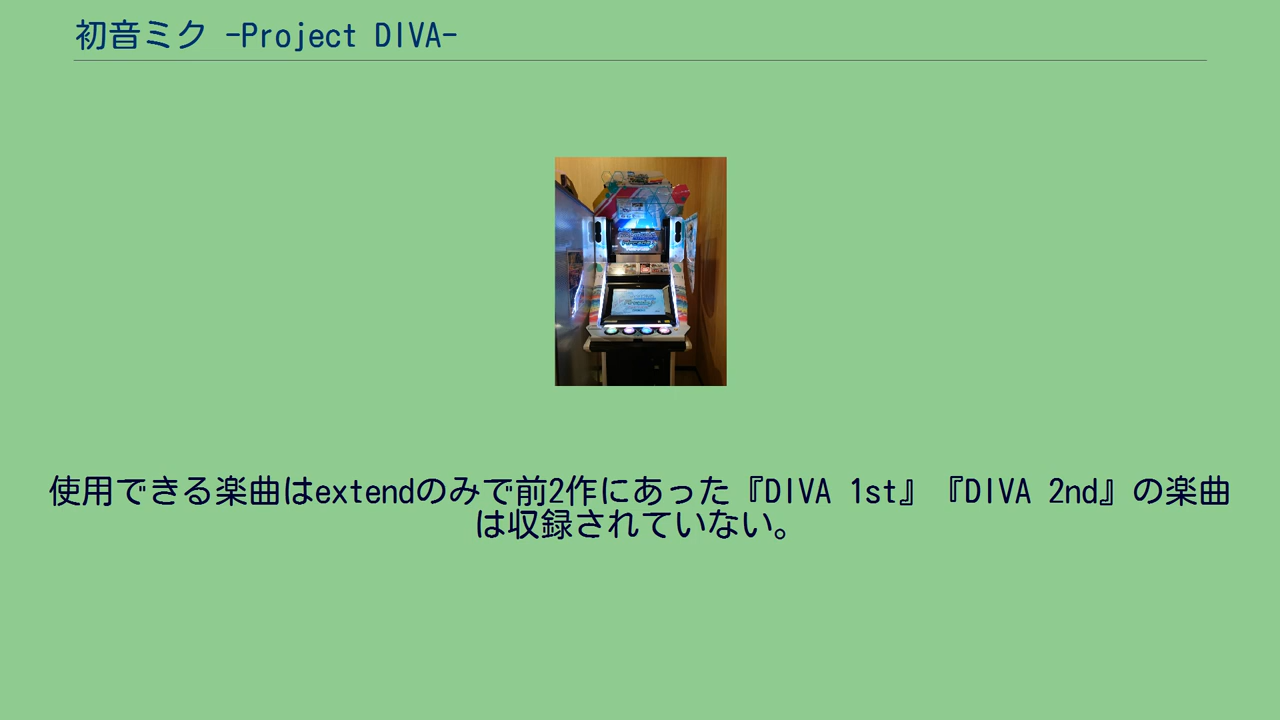 初音ミク -Project DIVA-
使用できる楽曲はextendのみで前2作にあった『DIVA 1st』『DIVA 2nd』の楽曲
は収録されていない。